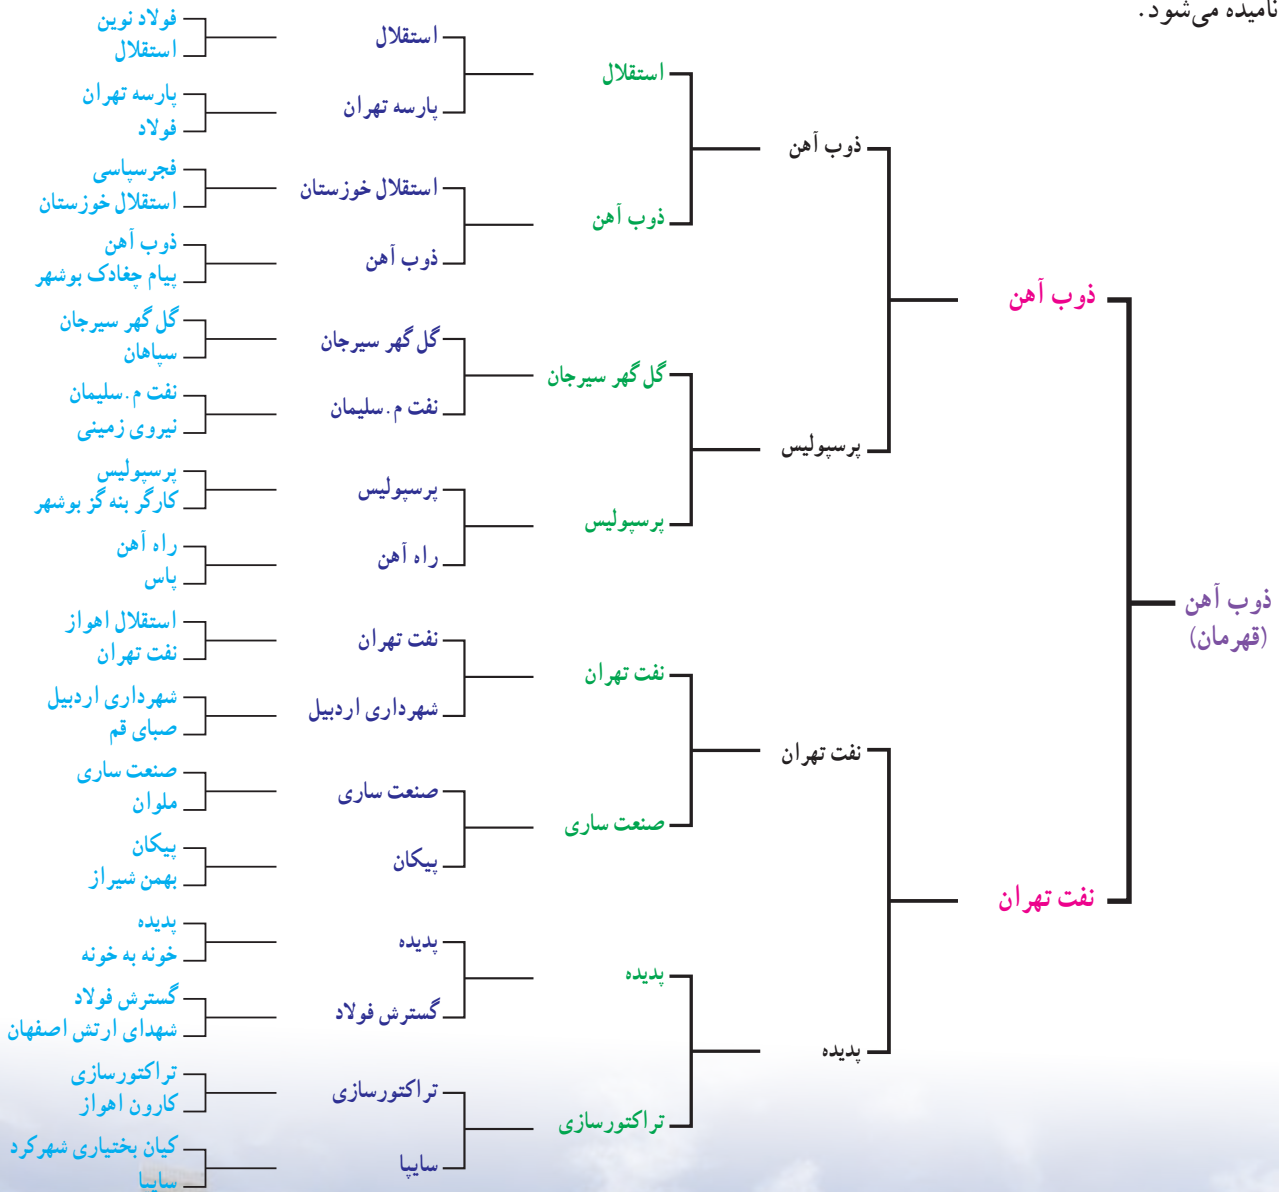 نامیده می‌شود.
فولاد نوین
استقلال
پارسه تهران
فولاد
فجرسپاسی
استقلال خوزستان
ذوب آهن
پیام چغادک بوشهر
گل گهر سیرجان
سپاهان
نفت م.سلیمان
نیروی زمینی
پرسپولیس
کارگر بنه گز بوشهر
راه آهن
پاس
استقلال اهواز
نفت تهران
شهرداری اردبیل
صبای قم
صنعت ساری
ملوان
پیکان
بهمن شیراز
پدیده
خونه به خونه
گسترش فولاد
شهدای ارتش اصفهان
تراکتورسازی
کارون اهواز
کیان بختیاری شهرکرد
سایپا
استقلال
پارسه تهران
استقلال خوزستان
ذوب آهن
گل گهر سیرجان
نفت م.سلیمان
پرسپولیس
راه آهن
نفت تهران
شهرداری اردبیل
صنعت ساری
پیکان
پدیده
گسترش فولاد
تراکتورسازی
سایپا
استقلال
ذوب آهن
گل گهر سیرجان
پرسپولیس
نفت تهران
صنعت ساری
پدیده
تراکتورسازی
ذوب آهن
پرسپولیس
نفت تهران
پدیده
ذوب آهن
نفت تهران
ذوب آهن
(قهرمان)